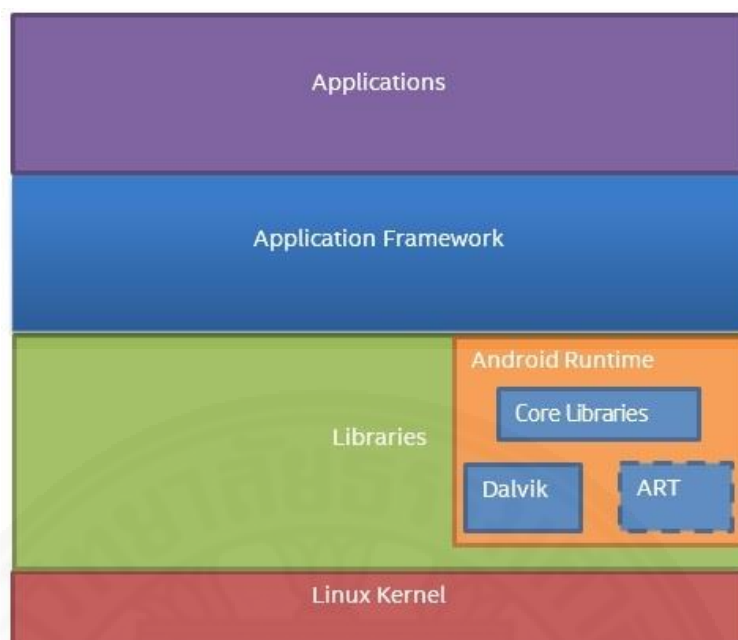 Applications
Application Framework
Android Runtime
Core Libraries
Libraries
Dalvik
ART
Linux Kernel